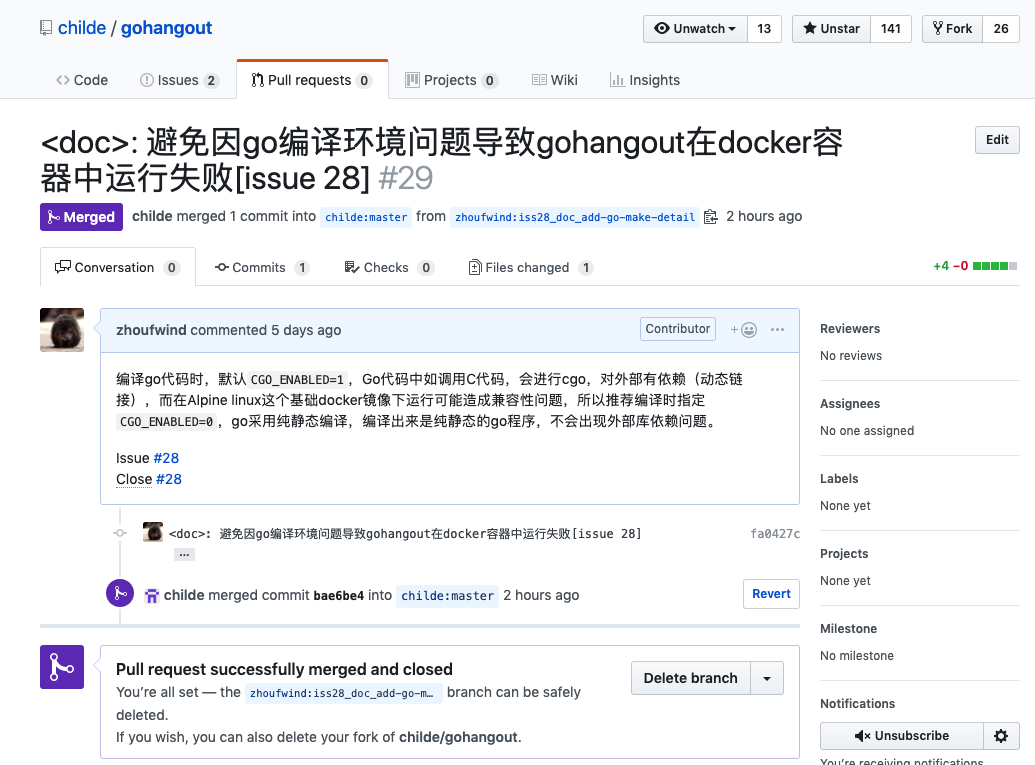 childe / gohangout
Unwatch 13 Unstar 141 Fork 26
Code Issues 2 Pull requests 0 Projects 0 Wiki Insights
<doc>: 避免因go编译环境问题导致gohangout在docker容
器中运行失败[issue 28] #29
Edit
Merged childe merged 1 commit into childe:master from zhoufwind:iss28_doc_add-go-make-detail 2 hours ago
Conversation 0 Commits 1 Checks 0 Files changed 1 +4 −0
zhoufwind commented 5 days ago Contributor
编译go代码时，默认 CGO_ENABLED=1 ，Go代码中如调用C代码，会进行cgo，对外部有依赖（动态链
接），而在Alpine linux这个基础docker镜像下运行可能造成兼容性问题，所以推荐编译时指定
CGO_ENABLED=0 ，go采用纯静态编译，编译出来是纯静态的go程序，不会出现外部库依赖问题。
Issue #28
Close #28
<doc>: 避免因go编译环境问题导致gohangout在docker容器中运行失败[issue 28] fa0427c
…
childe merged commit bae6be4 into childe:master 2 hours ago Revert
Pull request successfully merged and closed
You’re all set — the zhoufwind:iss28_doc_add-go-m… branch can be safely
deleted.
If you wish, you can also delete your fork of childe/gohangout.
Delete branch
Reviewers
No reviews
Assignees
No one assigned
Labels
None yet
Projects
None yet
Milestone
No milestone
Notifications
Unsubscribe
You’re receiving notifications